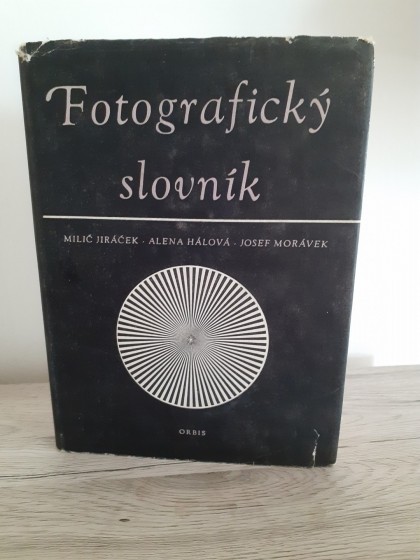 Fotografický
slovník
MILIČ JIRÁČEK · ALENA HÁLOVÁ · JOSEF MORÁVEK
ORBIS